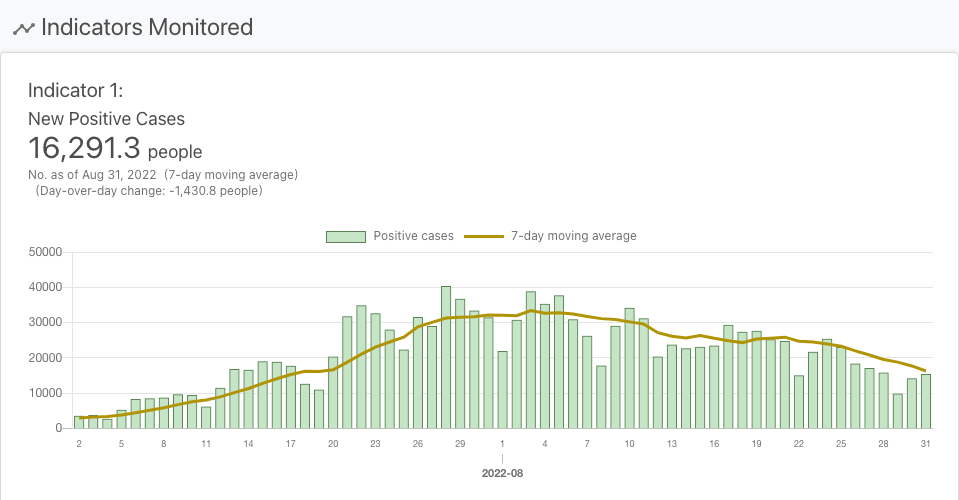 Indicators Monitored
Indicator 1:
New Positive Cases
16,291.3 people
No. as of Aug 31, 2022 (7-day moving average)
(Day-over-day change: -1,430.8 people)
Positive cases 7-day moving average
50000
40000
30000
20000
10000
0
2 5 8 11 14 17 20 23 26 29 1 4 7 10 13 16 19 22 25 28 31
2022-08